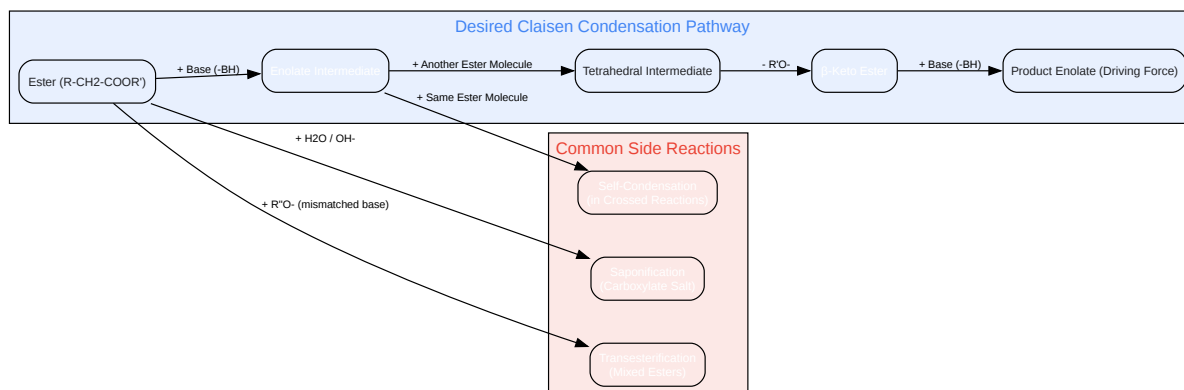 Desired Claisen Condensation Pathway
Ester (R-CH2-COOR')
+ Base (-BH)
Enolate Intermediate
+ Another Ester Molecule
Tetrahedral Intermediate
- R'O-
β-Keto Ester
+ Base (-BH)
Product Enolate (Driving Force)
+ Same Ester Molecule
+ H2O / OH-
+ R"O- (mismatched base)
Common Side Reactions
Self-Condensation
(in Crossed Reactions)
Saponification
(Carboxylate Salt)
Transesterification
(Mixed Esters)